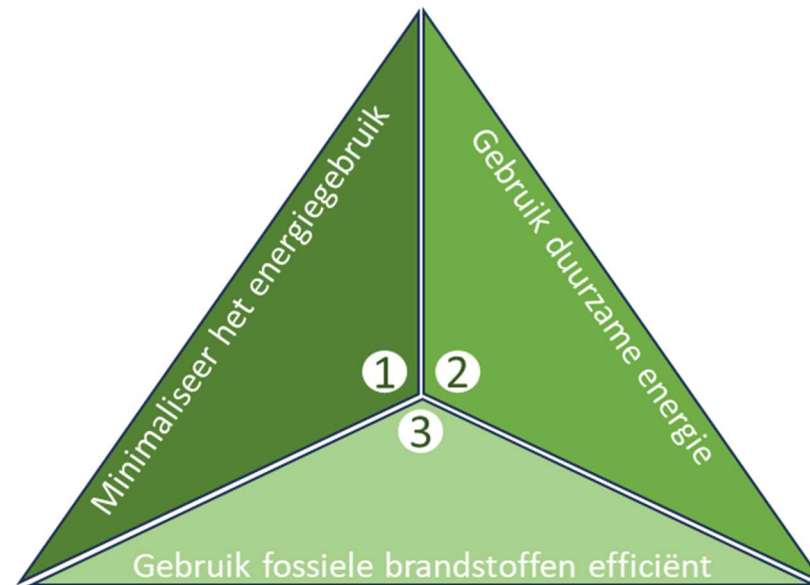 Minimaliseer het energiegebruik
Gebruik duurzame energie
1
2
3
Gebruik fossiele brandstoffen efficiënt